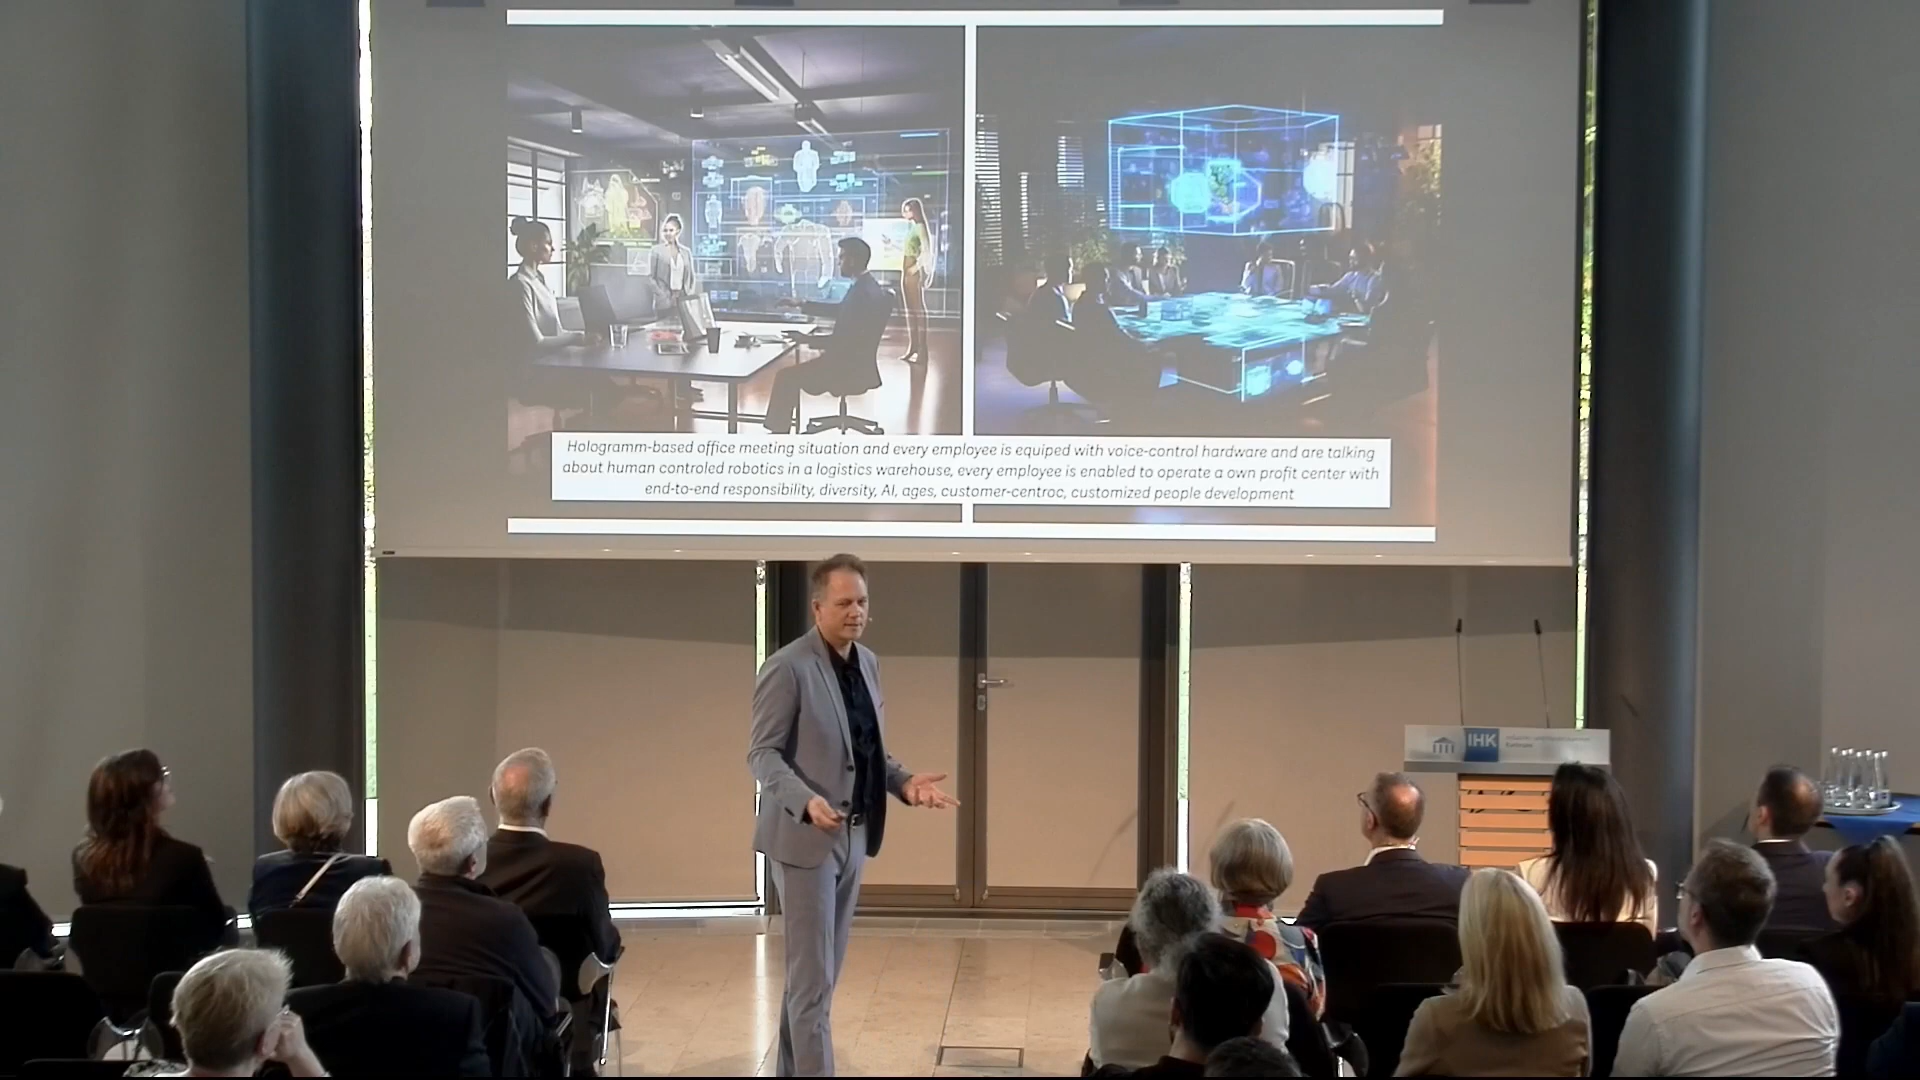 Hologramm-based office meeting situation and every employee is equiped with voice-control hardware and are talking
about human controled robotics in a logistics warehouse, every employee is enabled to operate a own profit center with
end-to-end responsibility, diversity, AI, ages, customer-centroc, customized people development
IHK